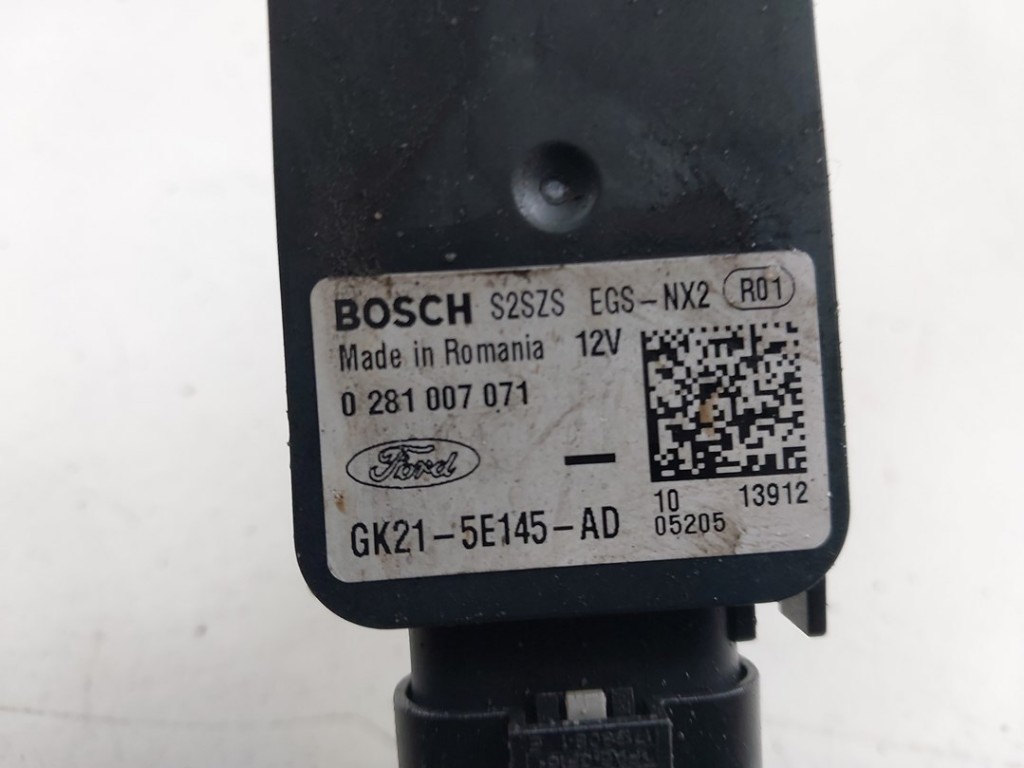 BOSCH S2SZS EGS-NX2 R01
Made in Romania 12V
0 281 007 071
Ford
GK21-5E145-AD
10 13912
05205